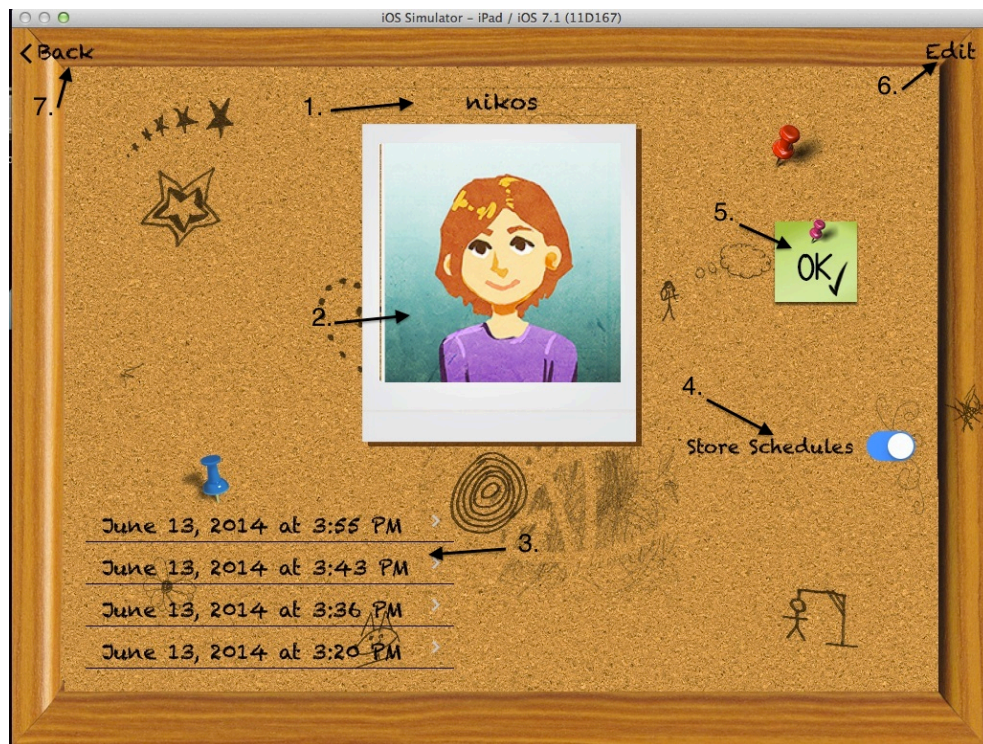 iOS Simulator – iPad / iOS 7.1 (11D167)
Back
Edit
7.
1.
nikos
6.
5.
OK
2.
4.
Store Schedules
June 13, 2014 at 3:55 PM
3.
June 13, 2014 at 3:43 PM
June 13, 2014 at 3:36 PM
June 13, 2014 at 3:20 PM